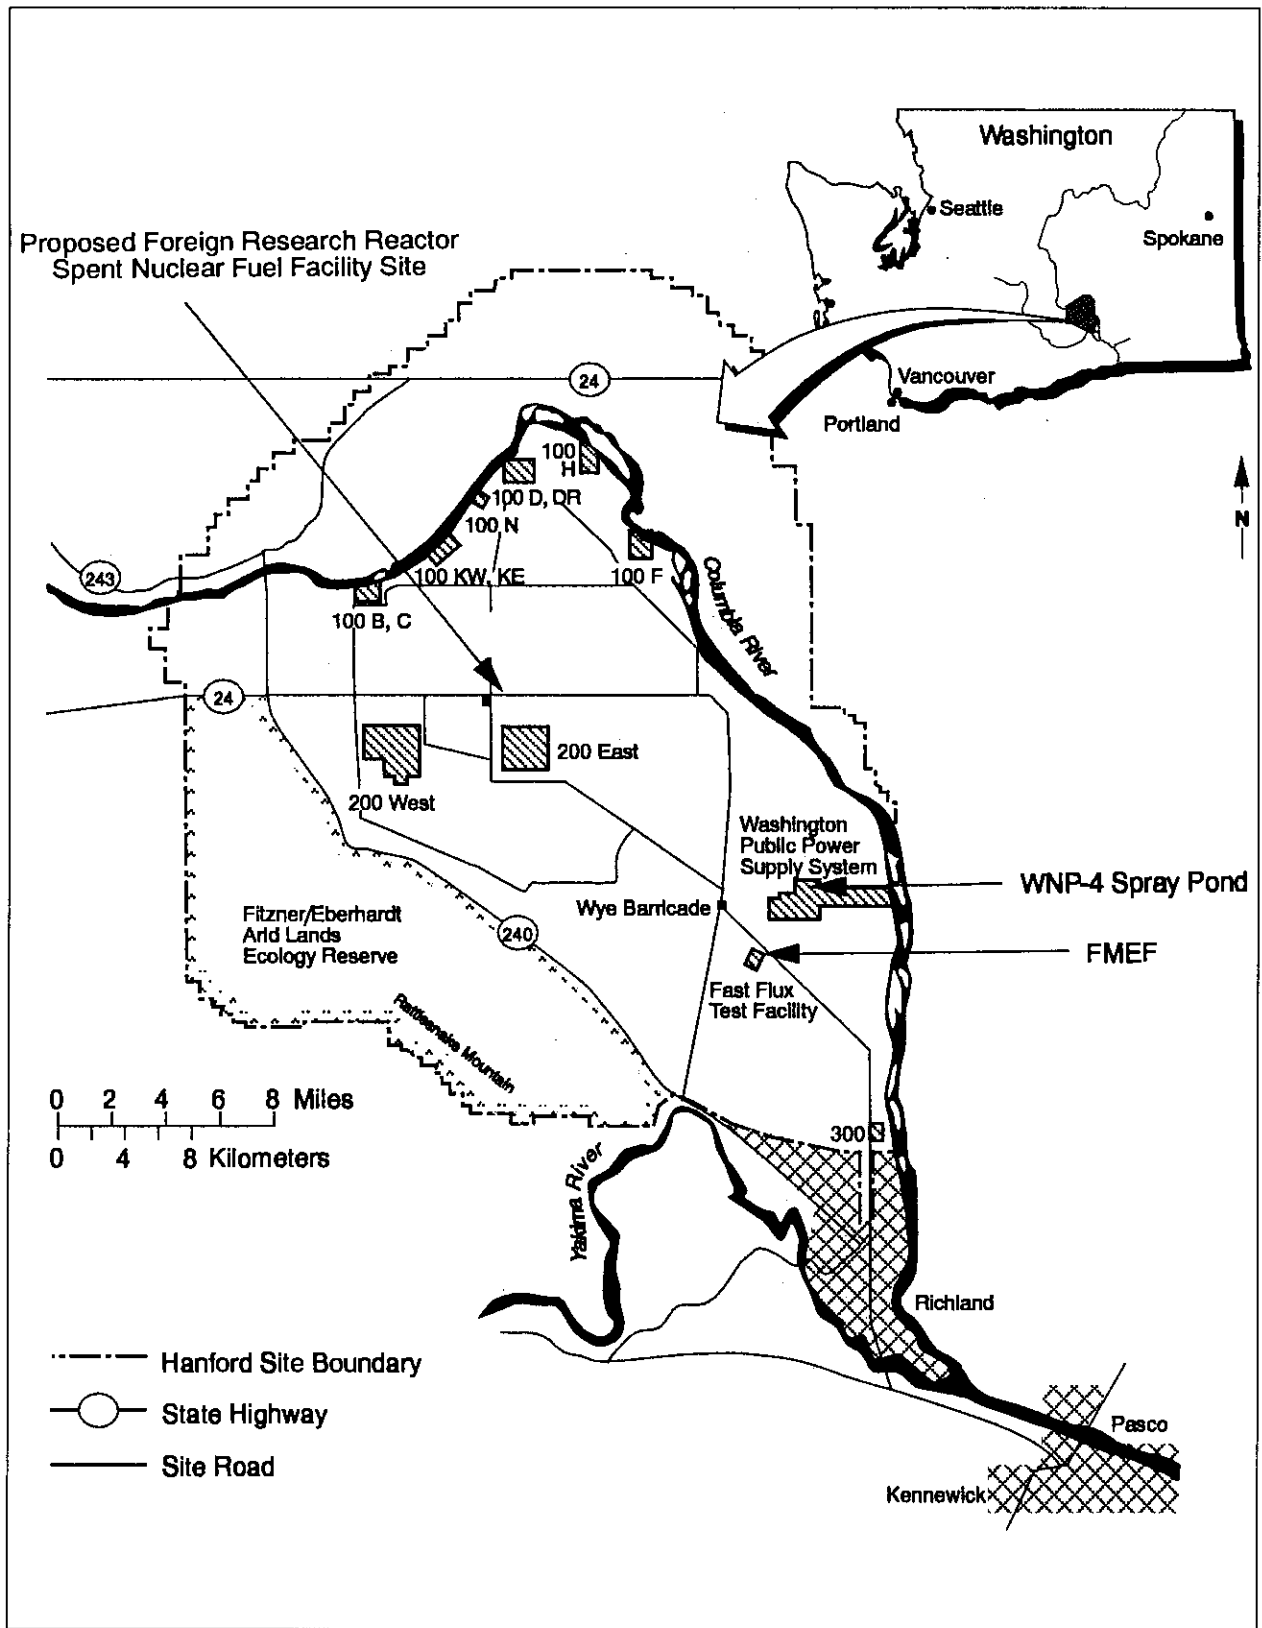 Washington
Seattle
Spokane
Vancouver
Portland
Proposed Foreign Research Reactor
Spent Nuclear Fuel Facility Site
N
24
100
H
100 D, DR
100 N
243
100 KW, KE
100 F
100 B, C
Columbia River
24
200 East
200 West
Washington
Public Power
Supply System
WNP-4 Spray Pond
Wye Barricade
Fitzner/Eberhardt
Arid Lands
Ecology Reserve
240
FMEF
Fast Flux
Test Facility
Rattlesnake Mountain
0 2 4 6 8 Miles
0 4 8 Kilometers
300
Yakima River
Richland
Hanford Site Boundary
State Highway
Site Road
Pasco
Kennewick